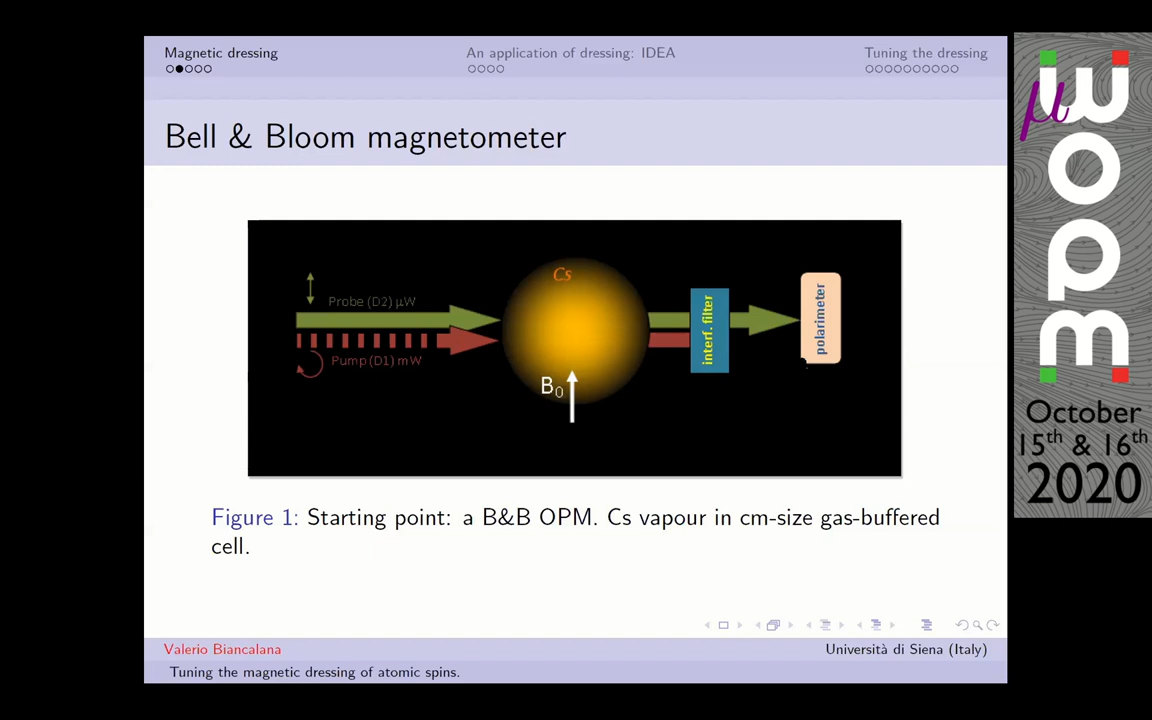 Magnetic dressing
An application of dressing: IDEA
Tuning the dressing
Bell & Bloom magnetometer
Cs
Probe (D2) μW
Pump (D1) mW
B0
interf. filter
polarimeter
Figure 1: Starting point: a B&B OPM. Cs vapour in cm-size gas-buffered
cell.
Valerio Biancalana
Università di Siena (Italy)
Tuning the magnetic dressing of atomic spins.
μ
wopm
October
15th & 16th
2020